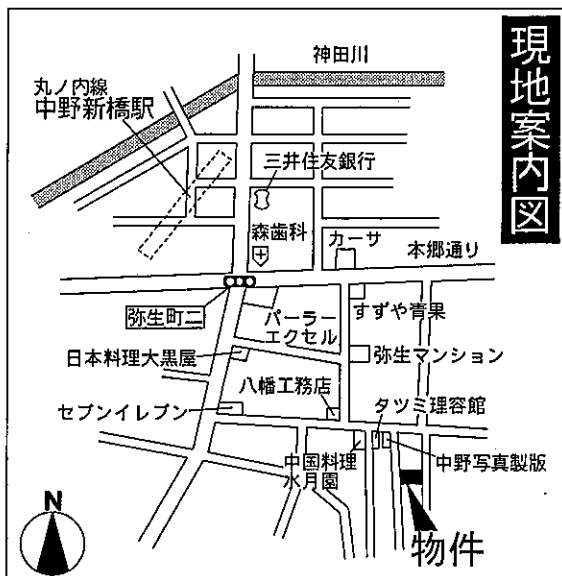 現地案内図
神田川
丸ノ内線
中野新橋駅
三井住友銀行
森歯科
カーサ
本郷通り
弥生町二
パーラー
エクセル
すずや青果
日本料理大黒屋
弥生マンション
八幡工務店
セブンイレブン
タツミ理容館
中国料理
水月園
中野写真製版
物件
N